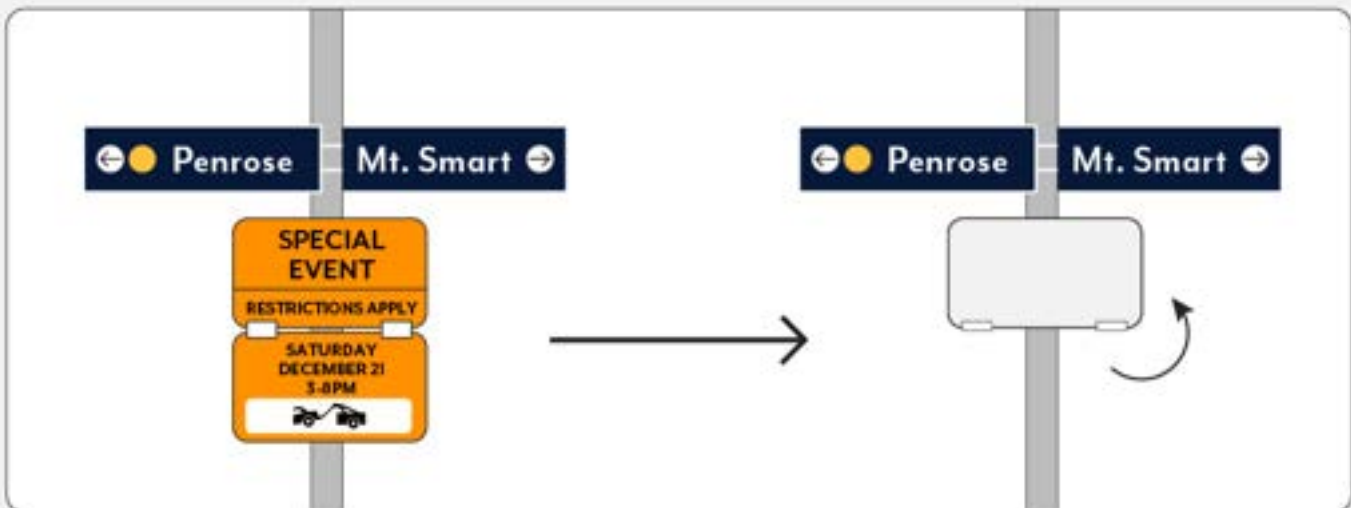 Penrose
Mt. Smart
SPECIAL
EVENT
RESTRICTIONS APPLY
SATURDAY
DECEMBER 21
3-8PM
Penrose
Mt. Smart